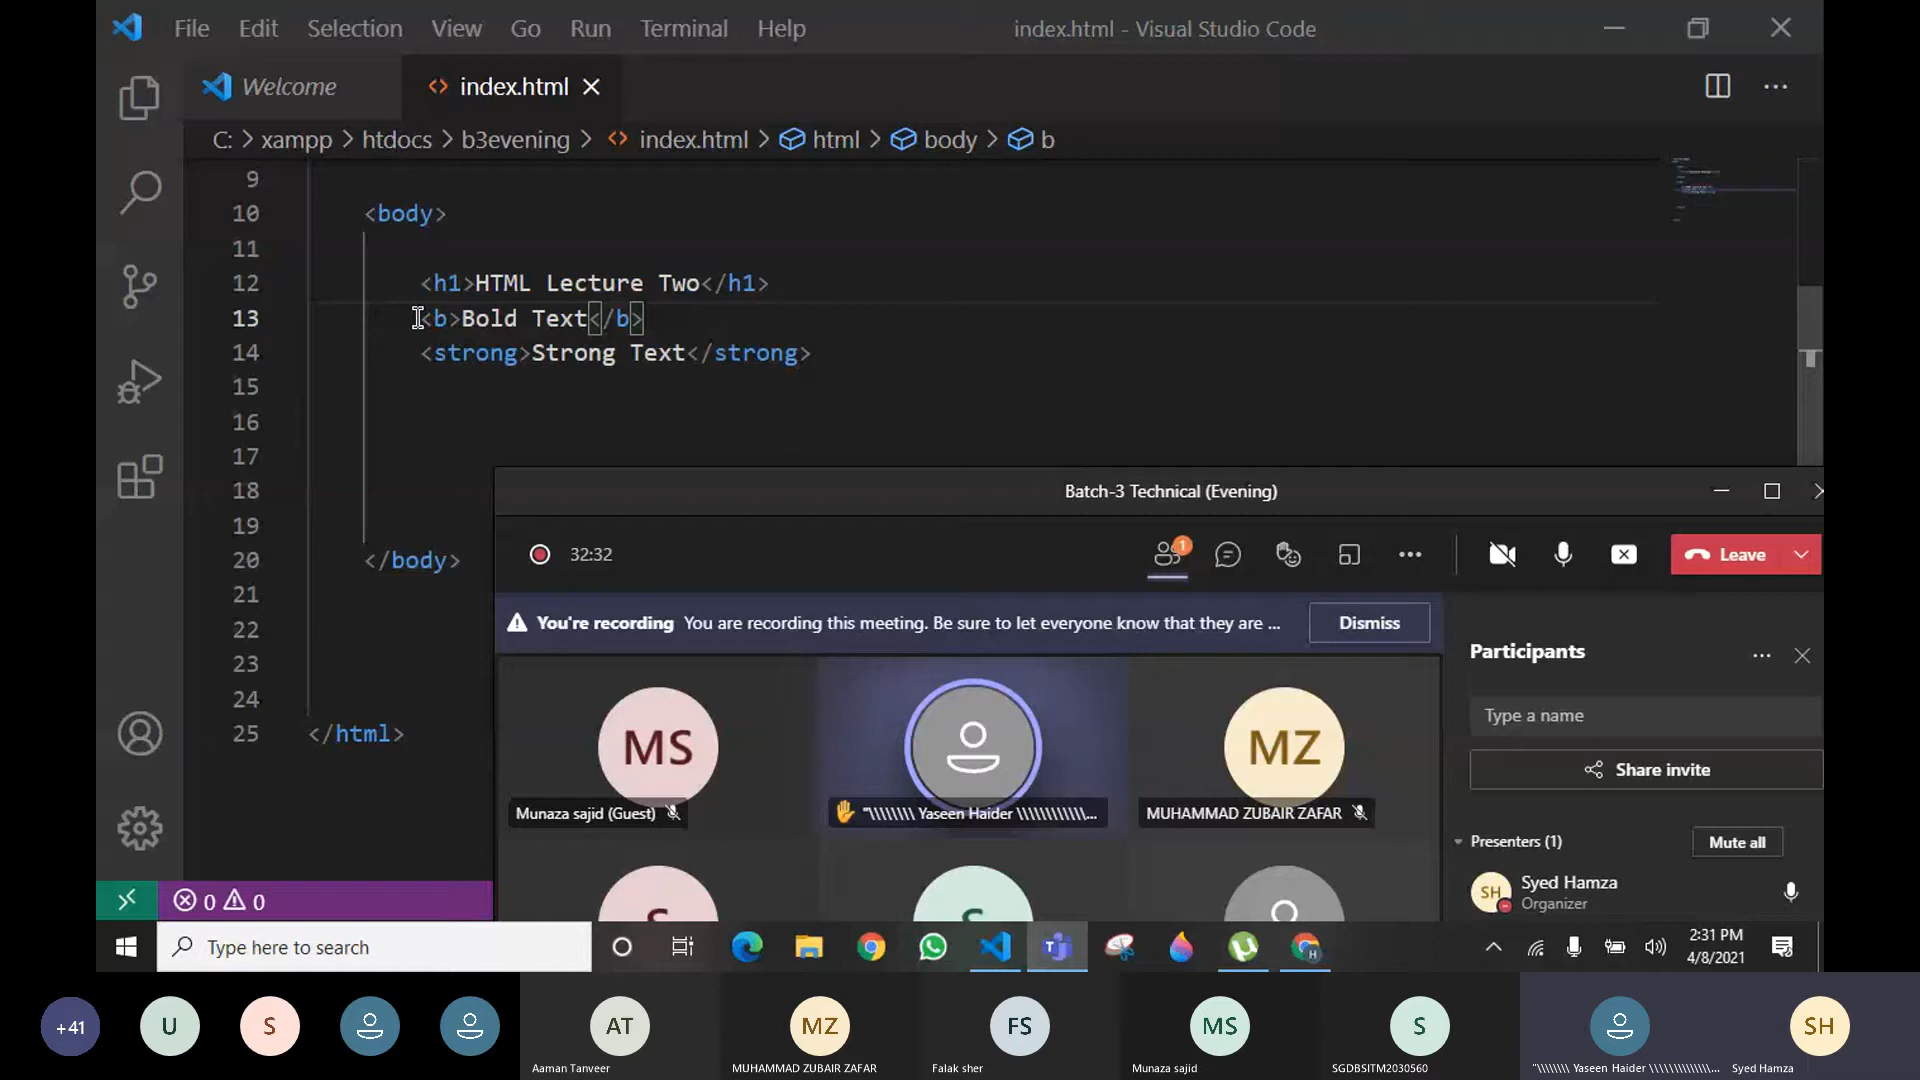 File Edit Selection View Go Run Terminal Help index.html - Visual Studio Code
Welcome index.html
C: > xampp > htdocs > b3evening > index.html > html > body > b
9
10 <body>
11
12 <h1>HTML Lecture Two</h1>
13 <b>Bold Text</b>
14 <strong>Strong Text</strong>
15
16
17
18
19
20 </body>
21
22
23
24
25 </html>
Batch-3 Technical (Evening)
32:32 1 Leave
You're recording You are recording this meeting. Be sure to let everyone know that they are ... Dismiss
Participants
Type a name
Share invite
Presenters (1) Mute all
SH Syed Hamza
Organizer
MS MZ
Munaza sajid (Guest) "\\\\\\\ Yaseen Haider \\\\\\\\\\\\... MUHAMMAD ZUBAIR ZAFAR
S S
0 0
Type here to search
H
2:31 PM
4/8/2021
+41 U S AT MZ FS MS S SH
Aaman Tanveer MUHAMMAD ZUBAIR ZAFAR Falak sher Munaza sajid SGDBSITM2030560 "\\\\\\\ Yaseen Haider \\\\\\\\\\\\... Syed Hamza